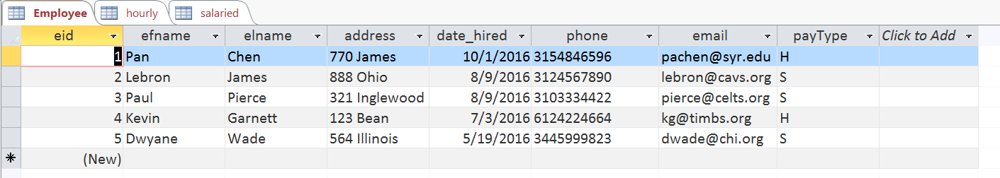 Employee hourly salaried
eid efname elname address date_hired phone email payType Click to Add
1 Pan Chen 770 James 10/1/2016 3154846596 pachen@syr.edu H
2 Lebron James 888 Ohio 8/9/2016 3124567890 lebron@cavs.org S
3 Paul Pierce 321 Inglewood 8/9/2016 3103334422 pierce@celts.org S
4 Kevin Garnett 123 Bean 7/3/2016 6124224664 kg@timbs.org H
5 Dwyane Wade 564 Illinois 5/19/2016 3445999823 dwade@chi.org S
* (New)